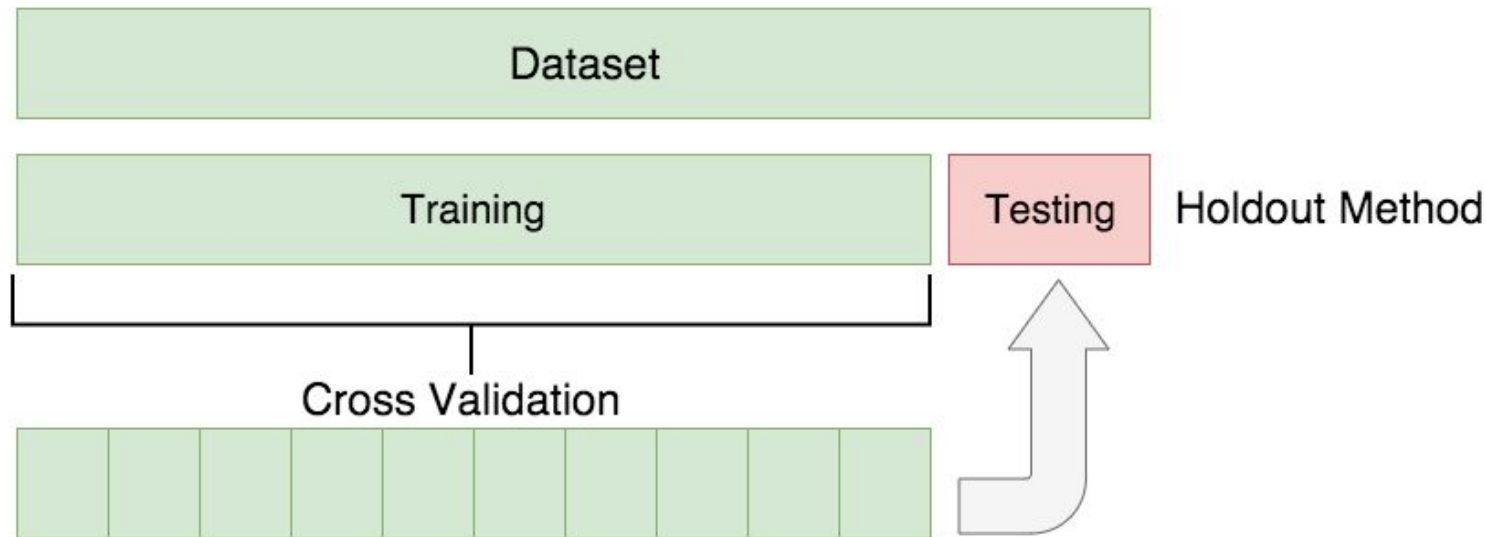 Dataset
Training
Testing
Holdout Method
Cross Validation